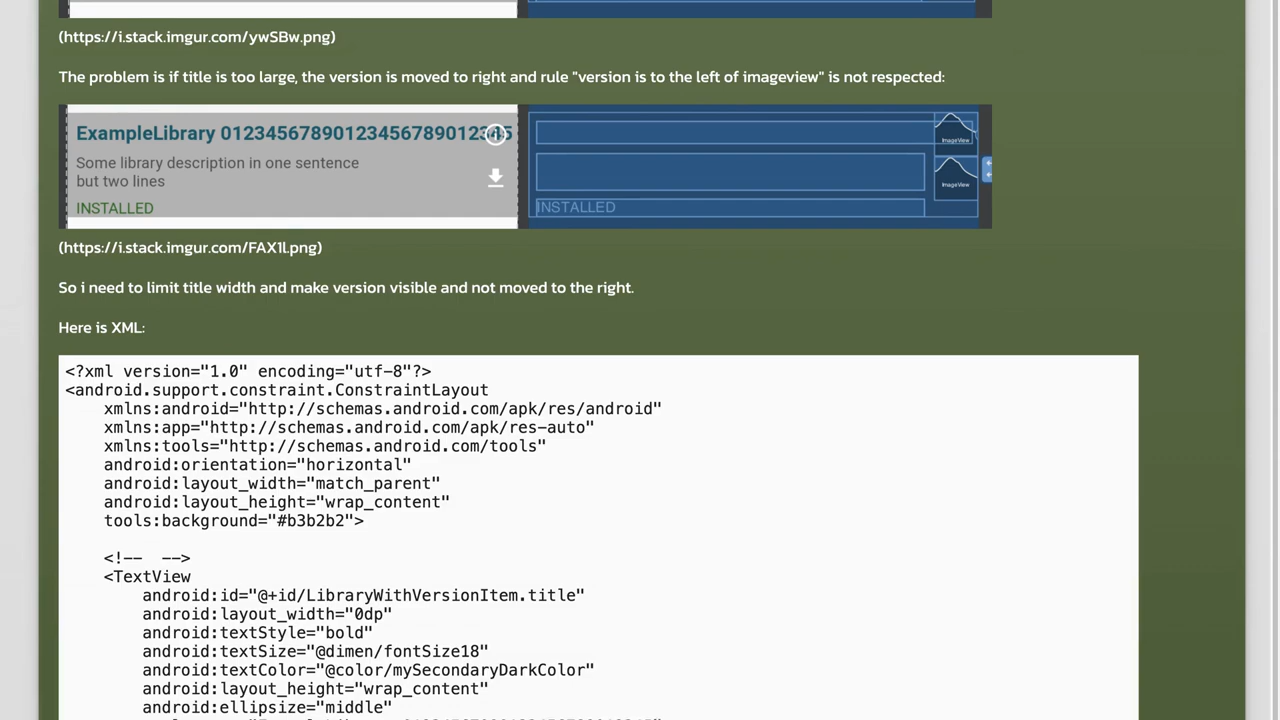 (https://i.stack.imgur.com/ywSBw.png)
The problem is if title is too large, the version is moved to right and rule "version is to the left of imageview" is not respected:
ExampleLibrary 01234567890123456789012345
Some library description in one sentence
but two lines
INSTALLED
ImageView
ImageView
INSTALLED
(https://i.stack.imgur.com/FAX1l.png)
So i need to limit title width and make version visible and not moved to the right.
Here is XML:
<?xml version="1.0" encoding="utf-8"?>
<android.support.constraint.ConstraintLayout
    xmlns:android="http://schemas.android.com/apk/res/android"
    xmlns:app="http://schemas.android.com/apk/res-auto"
    xmlns:tools="http://schemas.android.com/tools"
    android:orientation="horizontal"
    android:layout_width="match_parent"
    android:layout_height="wrap_content"
    tools:background="#b3b2b2">
    <!--  -->
    <TextView
        android:id="@+id/LibraryWithVersionItem.title"
        android:layout_width="0dp"
        android:textStyle="bold"
        android:textSize="@dimen/fontSize18"
        android:textColor="@color/mySecondaryDarkColor"
        android:layout_height="wrap_content"
        android:ellipsize="middle"